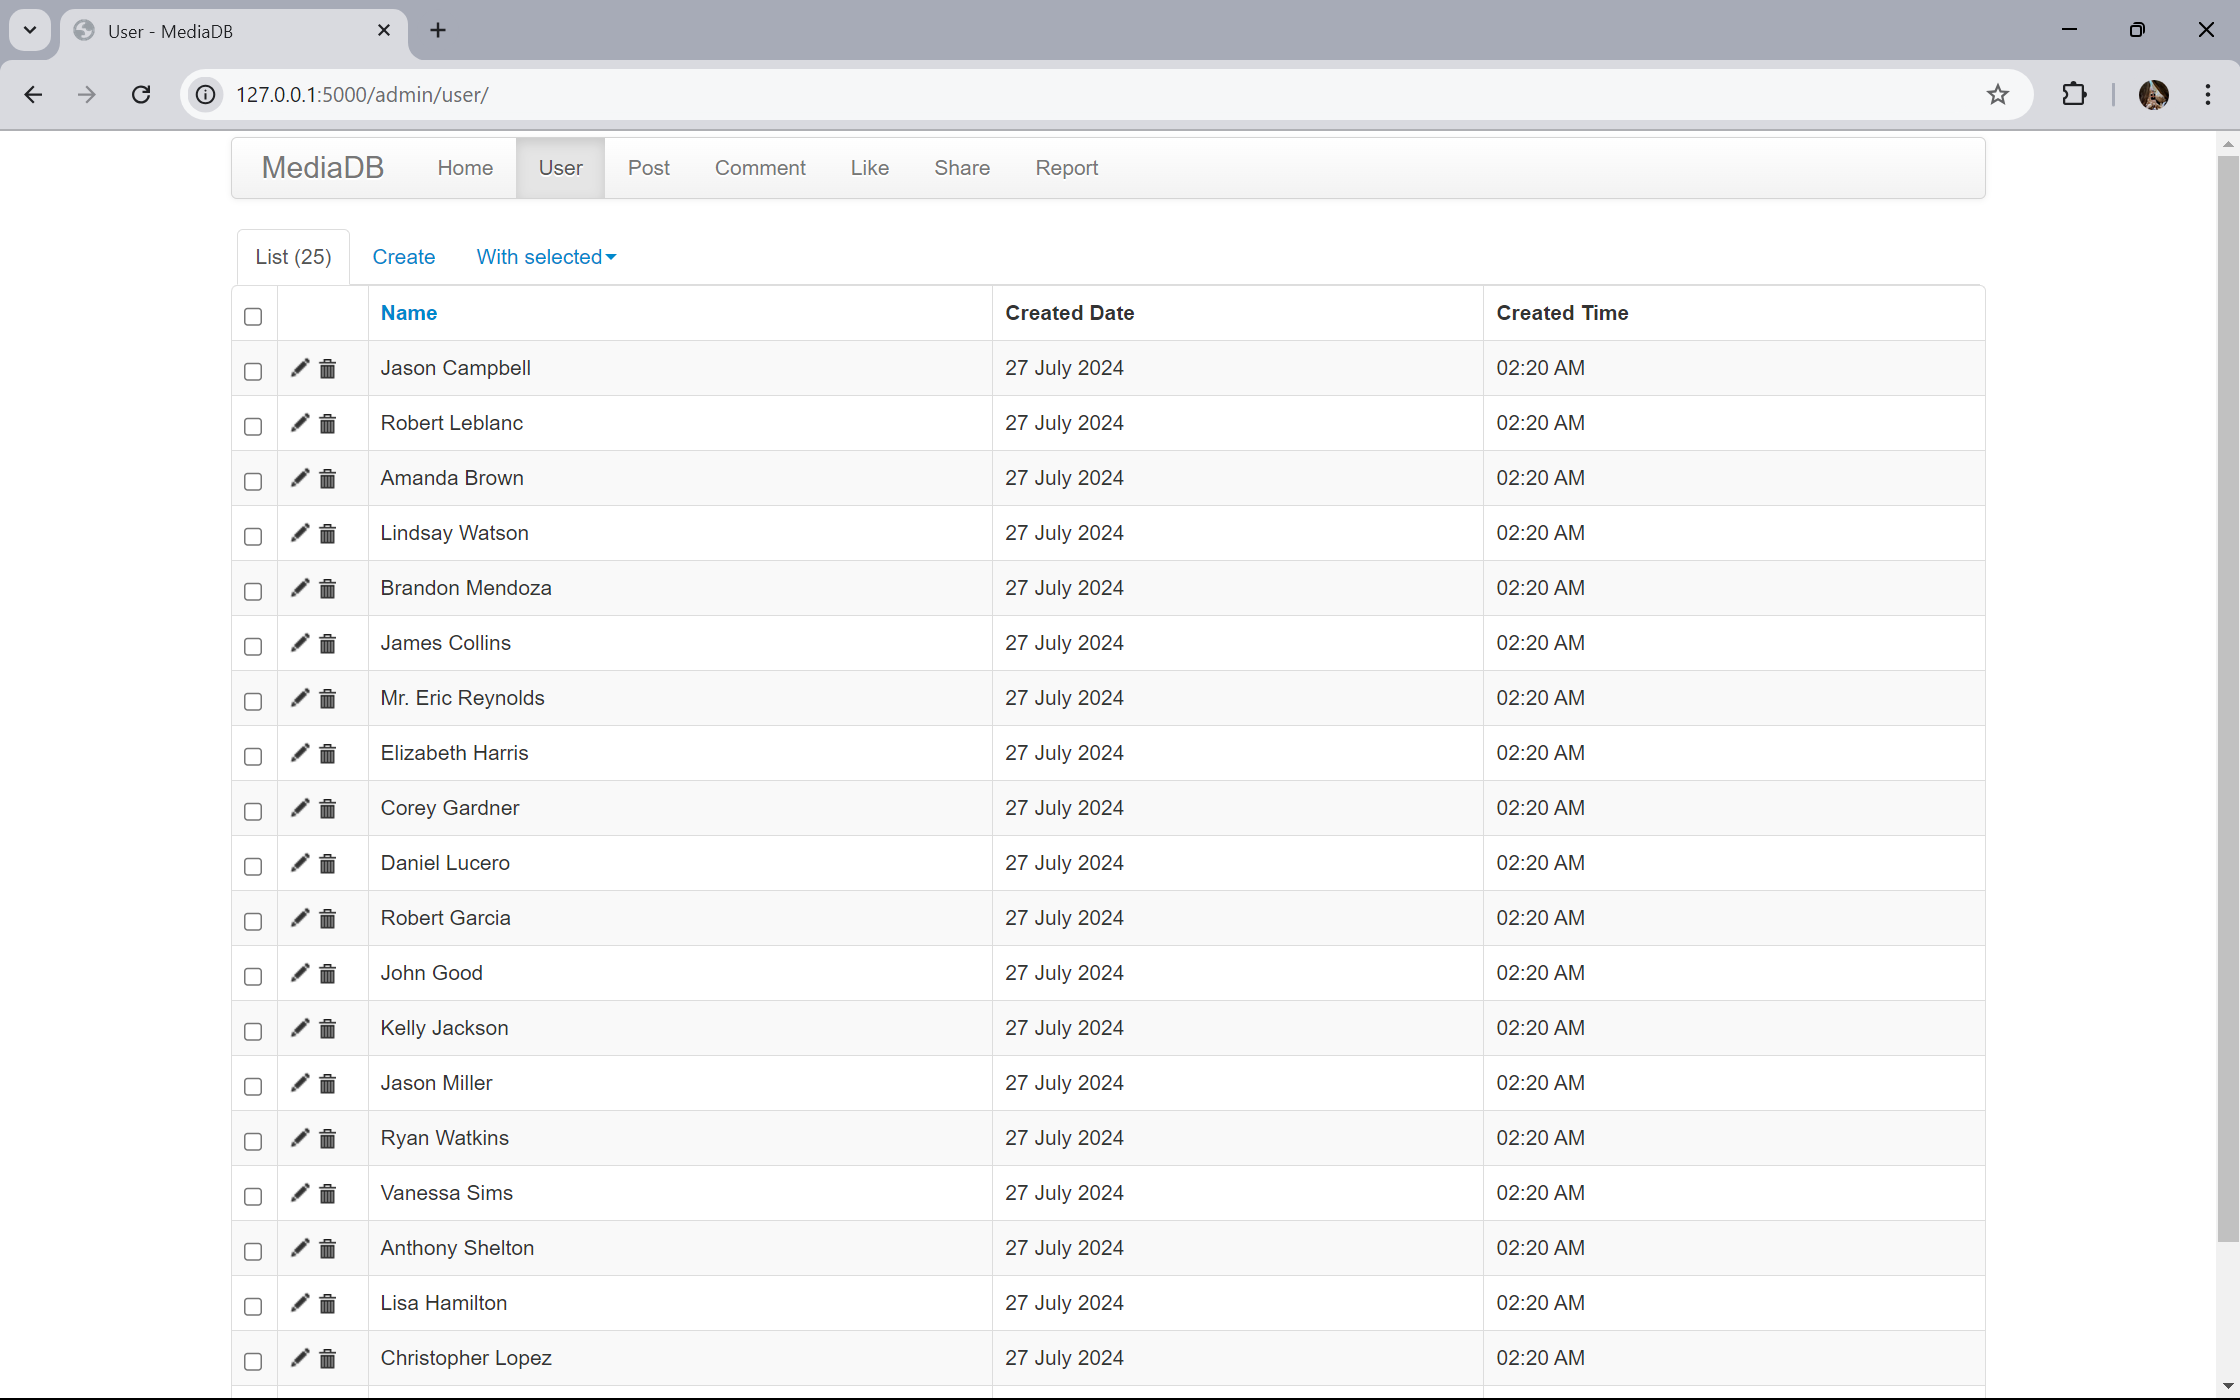 User - MediaDB
127.0.0.1:5000/admin/user/
MediaDB Home User Post Comment Like Share Report
List (25) Create With selected
Name Created Date Created Time
Jason Campbell 27 July 2024 02:20 AM
Robert Leblanc 27 July 2024 02:20 AM
Amanda Brown 27 July 2024 02:20 AM
Lindsay Watson 27 July 2024 02:20 AM
Brandon Mendoza 27 July 2024 02:20 AM
James Collins 27 July 2024 02:20 AM
Mr. Eric Reynolds 27 July 2024 02:20 AM
Elizabeth Harris 27 July 2024 02:20 AM
Corey Gardner 27 July 2024 02:20 AM
Daniel Lucero 27 July 2024 02:20 AM
Robert Garcia 27 July 2024 02:20 AM
John Good 27 July 2024 02:20 AM
Kelly Jackson 27 July 2024 02:20 AM
Jason Miller 27 July 2024 02:20 AM
Ryan Watkins 27 July 2024 02:20 AM
Vanessa Sims 27 July 2024 02:20 AM
Anthony Shelton 27 July 2024 02:20 AM
Lisa Hamilton 27 July 2024 02:20 AM
Christopher Lopez 27 July 2024 02:20 AM